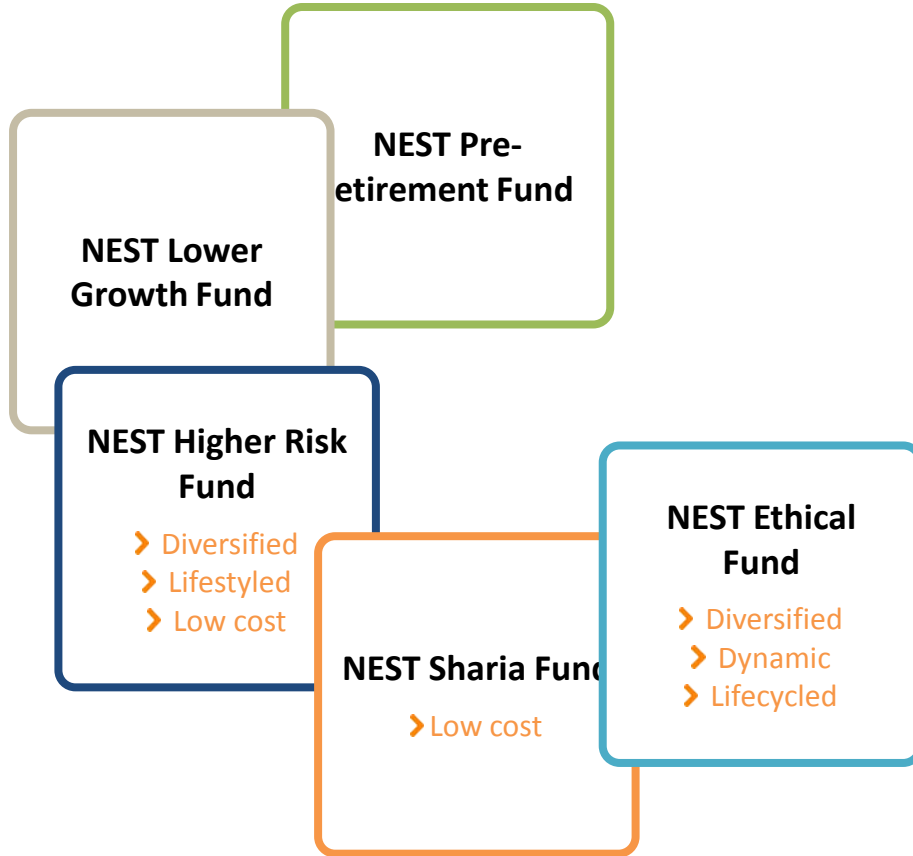 NEST Pre-
etirement Fund
NEST Lower
Growth Fund
NEST Higher Risk
Fund
Diversified
Lifestyled
Low cost
NEST Sharia Fund
Low cost
NEST Ethical
Fund
Diversified
Dynamic
Lifecycled